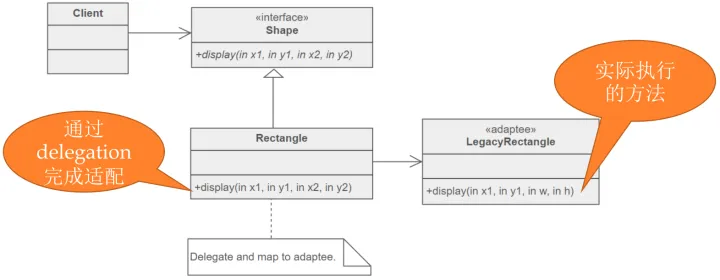 Client
«interface»
Shape
+display(in x1, in y1, in x2, in y2)
实际执行
的方法
通过
delegation
完成适配
Rectangle
+display(in x1, in y1, in x2, in y2)
«adaptee»
LegacyRectangle
+display(in x1, in y1, in w, in h)
Delegate and map to adaptee.